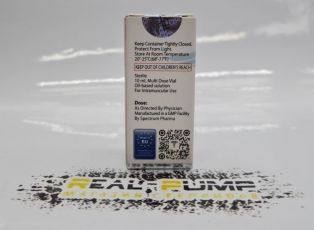 Keep Container Tightly Closed.
Protect From Light.
Store At Room Temperature
20°-25°C(68F-77°F)
KEEP OUT OF CHILDREN'S REACH
Sterile
10 mL Multi Dose Vial
Oil-based solution
For Intramuscular Use
Dose:
As Directed By Physician
Manufactured in a GMP Facility
By Spectrum Pharma
EU
REAL-PUMP
МАГАЗИН